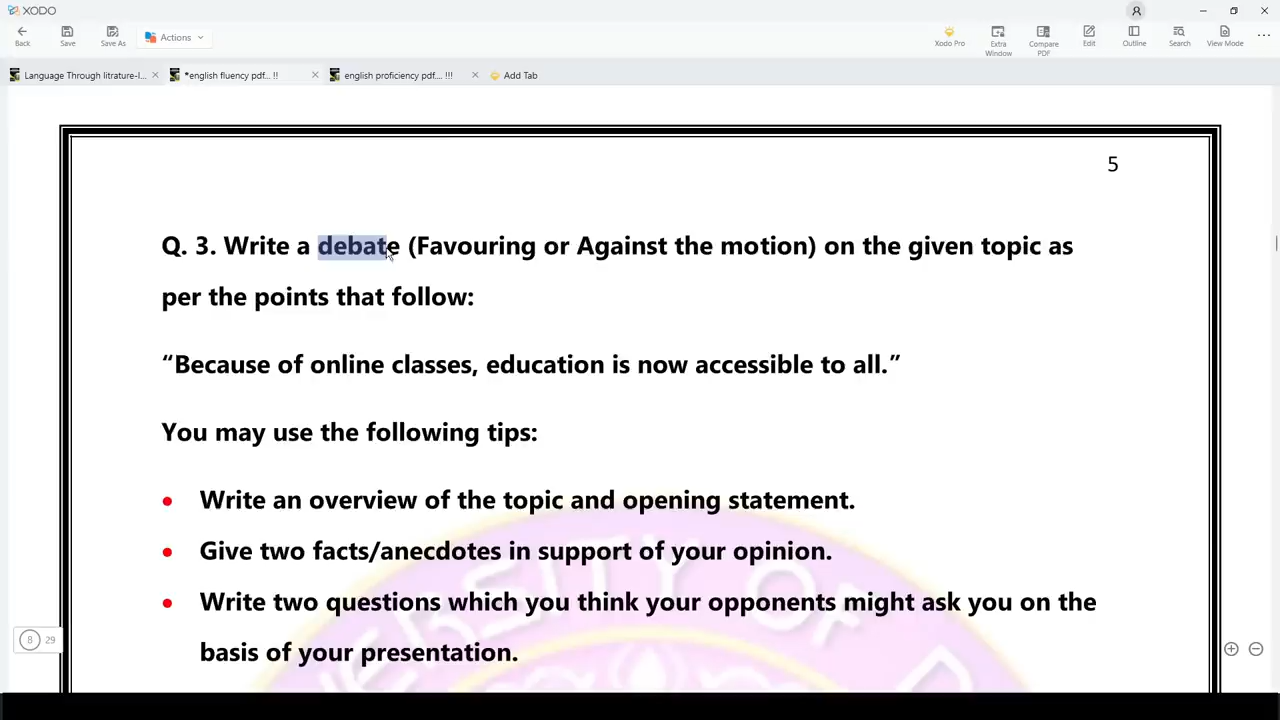 XODO
Back
Save
Save As
Actions
Xodo Pro
Extra Window
Compare PDF
Edit
Outline
Search
View Mode
Language Through litrature-I...
*english fluency pdf... !!
english proficiency pdf... !!!
Add Tab
5
Q. 3. Write a debate (Favouring or Against the motion) on the given topic as
per the points that follow:
“Because of online classes, education is now accessible to all.”
You may use the following tips:
• Write an overview of the topic and opening statement.
• Give two facts/anecdotes in support of your opinion.
• Write two questions which you think your opponents might ask you on the
basis of your presentation.
8 29
VERSITY OF D